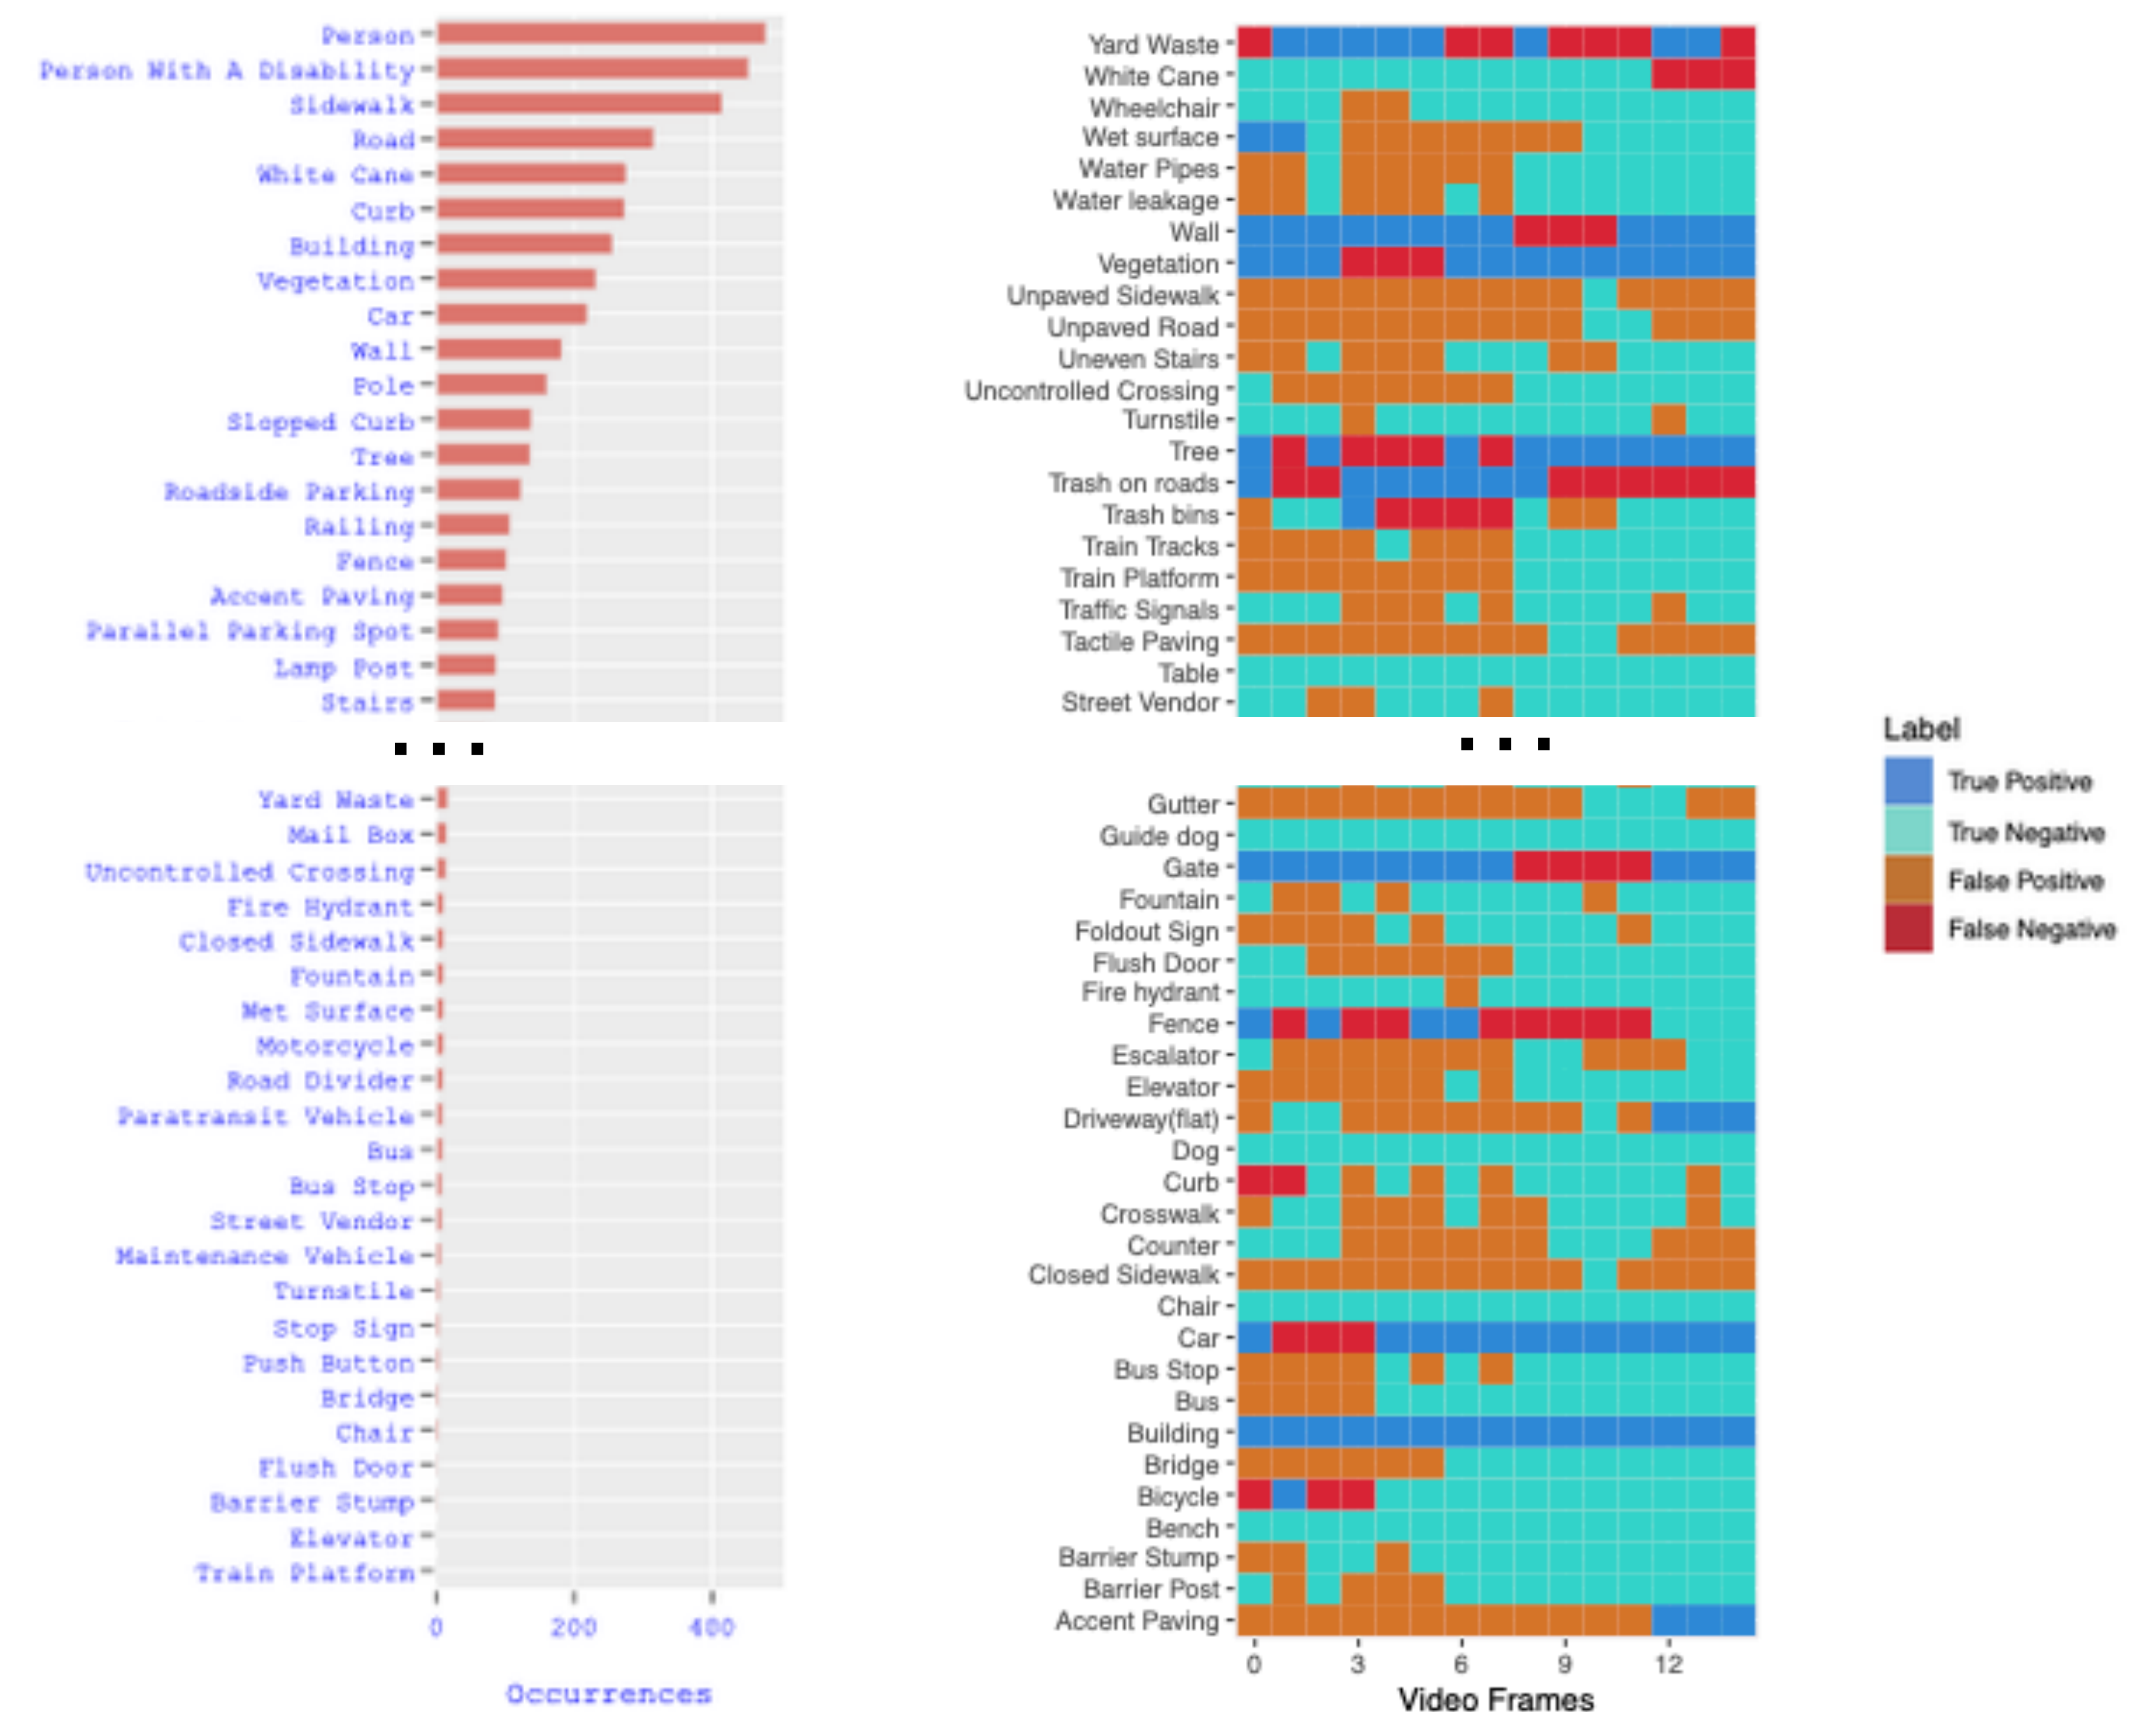 Person
Person With A Disability
Sidewalk
Road
White Cane
Curb
Building
Vegetation
Car
Wall
Pole
Slopped Curb
Tree
Roadside Parking
Railing
Fence
Accent Paving
Parallel Parking Spot
Lamp Post
Stairs
Yard Waste
Mail Box
Uncontrolled Crossing
Fire Hydrant
Closed Sidewalk
Fountain
Wet Surface
Motorcycle
Road Divider
Paratransit Vehicle
Bus
Bus Stop
Street Vendor
Maintenance Vehicle
Turnstile
Stop Sign
Push Button
Bridge
Chair
Flush Door
Barrier Stump
Elevator
Train Platform
0 200 400
Occurrences
Yard Waste
White Cane
Wheelchair
Wet surface
Water Pipes
Water leakage
Wall
Vegetation
Unpaved Sidewalk
Unpaved Road
Uneven Stairs
Uncontrolled Crossing
Turnstile
Tree
Trash on roads
Trash bins
Train Tracks
Train Platform
Traffic Signals
Tactile Paving
Table
Street Vendor
Gutter
Guide dog
Gate
Fountain
Foldout Sign
Flush Door
Fire hydrant
Fence
Escalator
Elevator
Driveway(flat)
Dog
Curb
Crosswalk
Counter
Closed Sidewalk
Chair
Car
Bus Stop
Bus
Building
Bridge
Bicycle
Bench
Barrier Stump
Barrier Post
Accent Paving
0 3 6 9 12
Video Frames
Label
True Positive
True Negative
False Positive
False Negative